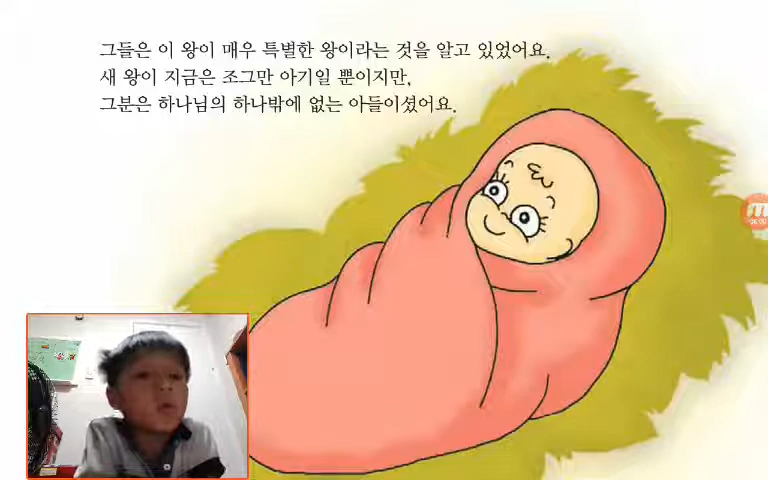 그들은 이 왕이 매우 특별한 왕이라는 것을 알고 있었어요.
새 왕이 지금은 조그만 아기일 뿐이지만,
그분은 하나님의 하나밖에 없는 아들이셨어요.